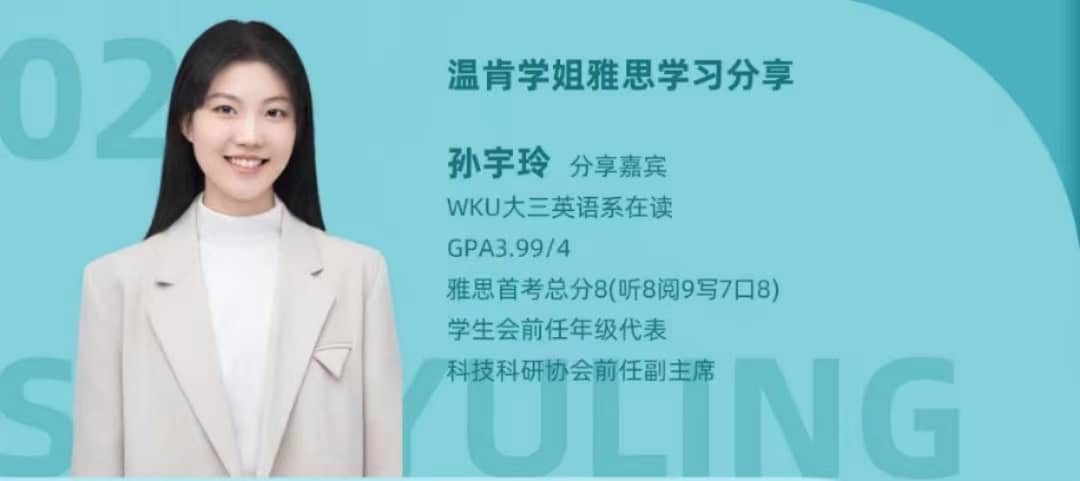 02
温肯学姐雅思学习分享
孙宇玲 分享嘉宾
WKU大三英语系在读
GPA3.99/4
雅思首考总分8(听8阅9写7口8)
学生会前任年级代表
科技科研协会前任副主席
S YULING